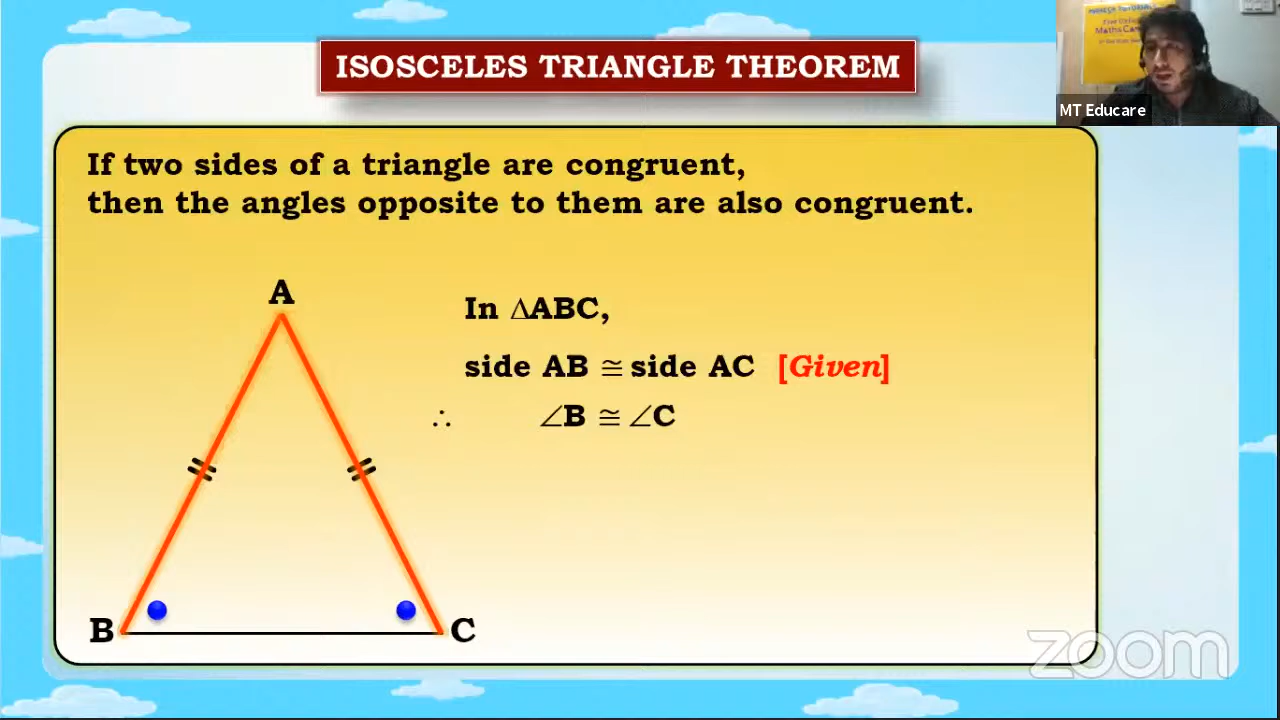 ISOSCELES TRIANGLE THEOREM
MT Educare
If two sides of a triangle are congruent,
then the angles opposite to them are also congruent.
A
In ∆ABC,
side AB ≅ side AC [Given]
∴ ∠B ≅ ∠C
B
C
zoom